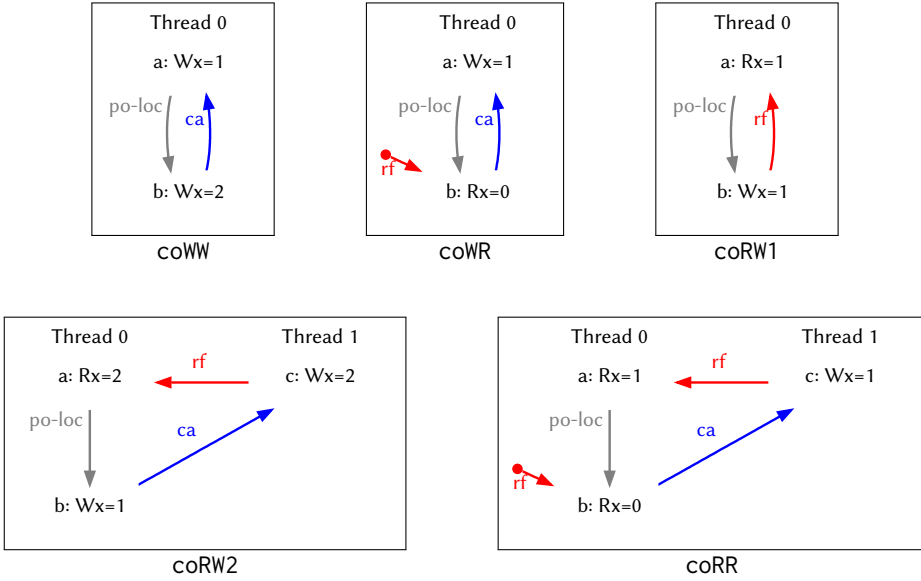 Thread 0
a: Wx=1
po-loc
ca
b: Wx=2
coWW
Thread 0
a: Wx=1
po-loc
ca
rf
b: Rx=0
coWR
Thread 0
a: Rx=1
po-loc
rf
b: Wx=1
coRW1
Thread 0
Thread 1
rf
a: Rx=2
c: Wx=2
po-loc
ca
b: Wx=1
coRW2
Thread 0
Thread 1
rf
a: Rx=1
c: Wx=1
po-loc
ca
rf
b: Rx=0
coRR